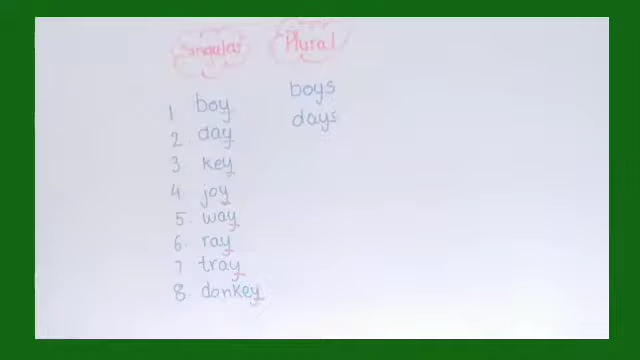 Singular Plural
1 boy boys
2. day days
3 key
4. joy
5. way
6. ray
7 tray
8. donkey